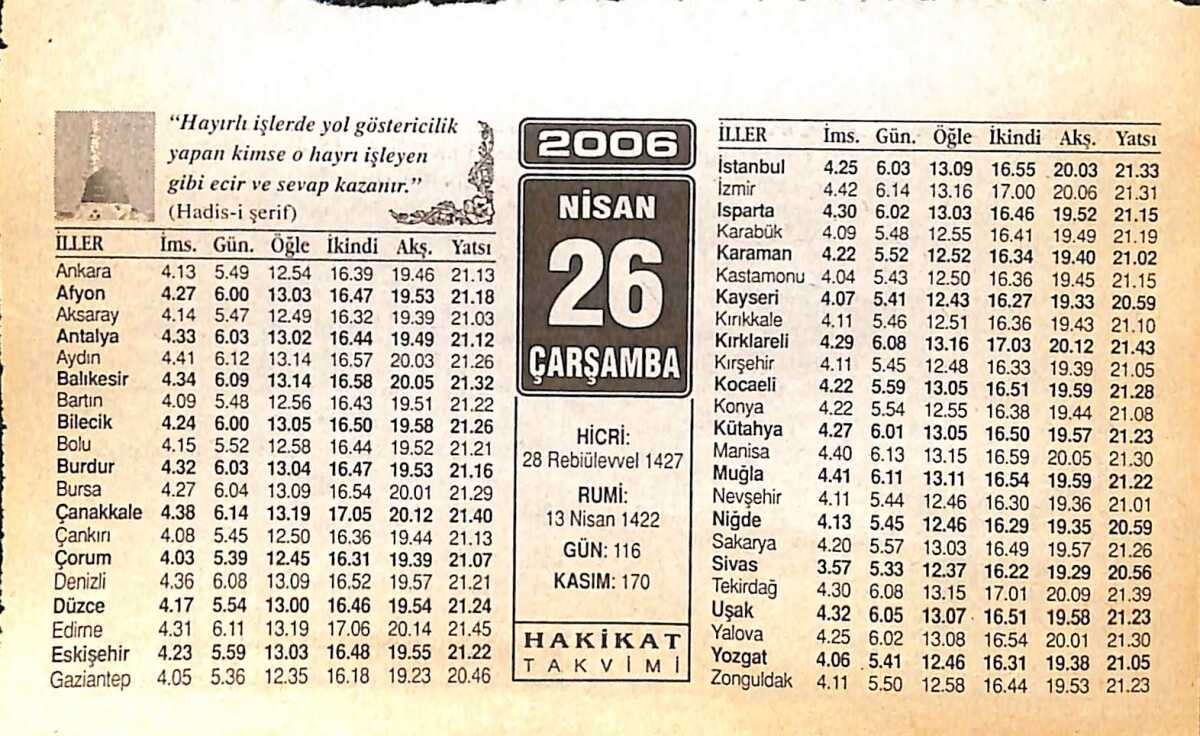 “Hayırlı işlerde yol göstericilik
yapan kimse o hayrı işleyen
gibi ecir ve sevap kazanır.”
(Hadis-i şerif)
İLLER İms. Gün. Öğle İkindi Akş. Yatsı
Ankara 4.13 5.49 12.54 16.39 19.46 21.13
Afyon 4.27 6.00 13.03 16.47 19.53 21.18
Aksaray 4.14 5.47 12.49 16.32 19.39 21.03
Antalya 4.33 6.03 13.02 16.44 19.49 21.12
Aydın 4.41 6.12 13.14 16.57 20.03 21.26
Balıkesir 4.34 6.09 13.14 16.58 20.05 21.32
Bartın 4.09 5.48 12.56 16.43 19.51 21.22
Bilecik 4.24 6.00 13.05 16.50 19.58 21.26
Bolu 4.15 5.52 12.58 16.44 19.52 21.21
Burdur 4.32 6.03 13.04 16.47 19.53 21.16
Bursa 4.27 6.04 13.09 16.54 20.01 21.29
Çanakkale 4.38 6.14 13.19 17.05 20.12 21.40
Çankırı 4.08 5.45 12.50 16.36 19.44 21.13
Çorum 4.03 5.39 12.45 16.31 19.39 21.07
Denizli 4.36 6.08 13.09 16.52 19.57 21.21
Düzce 4.17 5.54 13.00 16.46 19.54 21.24
Edirne 4.31 6.11 13.19 17.06 20.14 21.45
Eskişehir 4.23 5.59 13.03 16.48 19.55 21.22
Gaziantep 4.05 5.36 12.35 16.18 19.23 20.46
2006
NİSAN
26
ÇARŞAMBA
HİCRİ:
28 Rebiülevvel 1427
RUMİ:
13 Nisan 1422
GÜN: 116
KASIM: 170
HAKİKAT
TAKVİMİ
İLLER İms. Gün. Öğle İkindi Akş. Yatsı
İstanbul 4.25 6.03 13.09 16.55 20.03 21.33
İzmir 4.42 6.14 13.16 17.00 20.06 21.31
Isparta 4.30 6.02 13.03 16.46 19.52 21.15
Karabük 4.09 5.48 12.55 16.41 19.49 21.19
Karaman 4.22 5.52 12.52 16.34 19.40 21.02
Kastamonu 4.04 5.43 12.50 16.36 19.45 21.15
Kayseri 4.07 5.41 12.43 16.27 19.33 20.59
Kırıkkale 4.11 5.46 12.51 16.36 19.43 21.10
Kırklareli 4.29 6.08 13.16 17.03 20.12 21.43
Kırşehir 4.11 5.45 12.48 16.33 19.39 21.05
Kocaeli 4.22 5.59 13.05 16.51 19.59 21.28
Konya 4.22 5.54 12.55 16.38 19.44 21.08
Kütahya 4.27 6.01 13.05 16.50 19.57 21.23
Manisa 4.40 6.13 13.15 16.59 20.05 21.30
Muğla 4.41 6.11 13.11 16.54 19.59 21.22
Nevşehir 4.11 5.44 12.46 16.30 19.36 21.01
Niğde 4.13 5.45 12.46 16.29 19.35 20.59
Sakarya 4.20 5.57 13.03 16.49 19.57 21.26
Sivas 3.57 5.33 12.37 16.22 19.29 20.56
Tekirdağ 4.30 6.08 13.15 17.01 20.09 21.39
Uşak 4.32 6.05 13.07 16.51 19.58 21.23
Yalova 4.25 6.02 13.08 16:54 20.01 21.30
Yozgat 4.06 5.41 12.46 16.31 19.38 21.05
Zonguldak 4.11 5.50 12.58 16.44 19.53 21.23